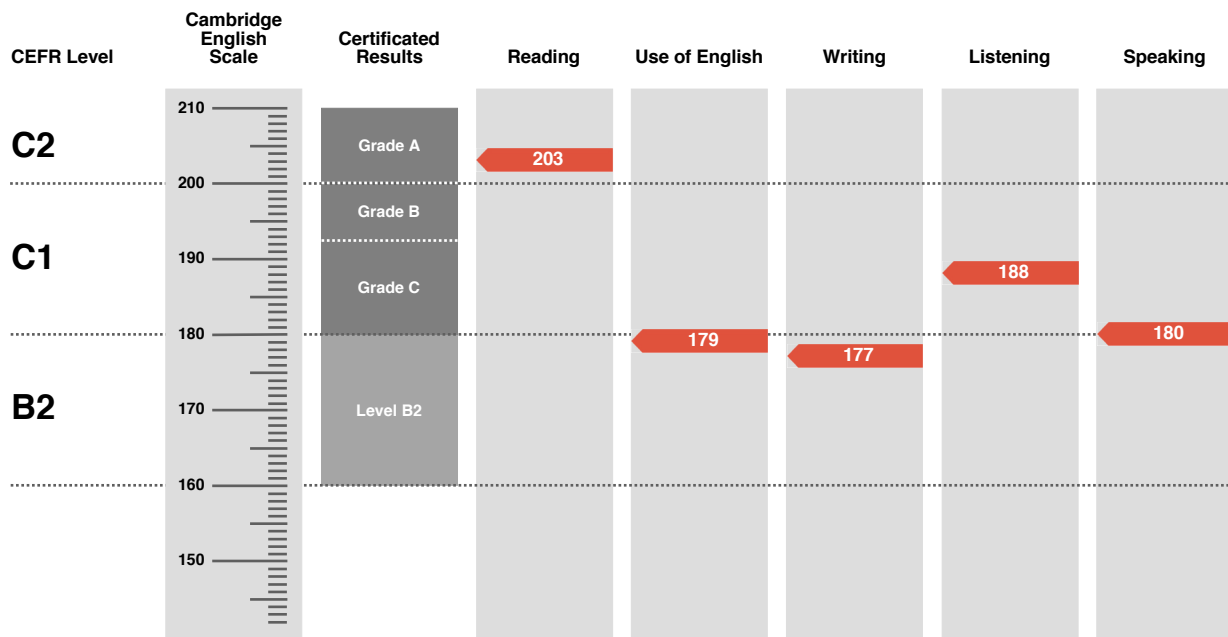 CEFR Level
Cambridge
English
Scale
Certificated
Results
Reading
Use of English
Writing
Listening
Speaking
210
C2
Grade A
203
200
Grade B
C1
190
188
Grade C
180
179
180
177
B2
170
Level B2
160
150